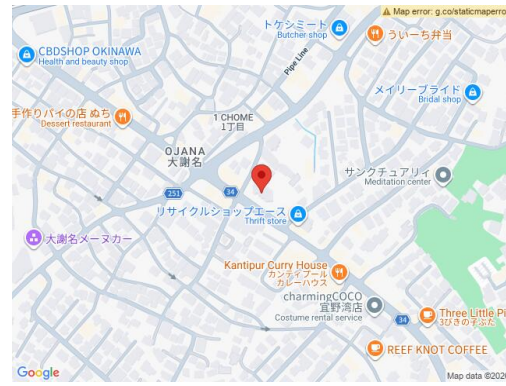 Map error: g.co/staticmaperro
トケシミート
Butcher shop
ういーち弁当
CBDSHOP OKINAWA
Health and beauty shop
Pipe Line
メイリーブライド
Bridal shop
手作りパイの店 ぬち
Dessert restaurant
1 CHOME
1丁目
OJANA
大謝名
サンクチュアリィ
Meditation center
251
34
リサイクルショップエース
Thrift store
大謝名メーヌカー
Kantipur Curry House
カンティプール
カレーハウス
charmingCOCO
宜野湾店
Costume rental service
34
Three Little Pi
3びきの子ぶた
REEF KNOT COFFEE
Google
Map data ©2026